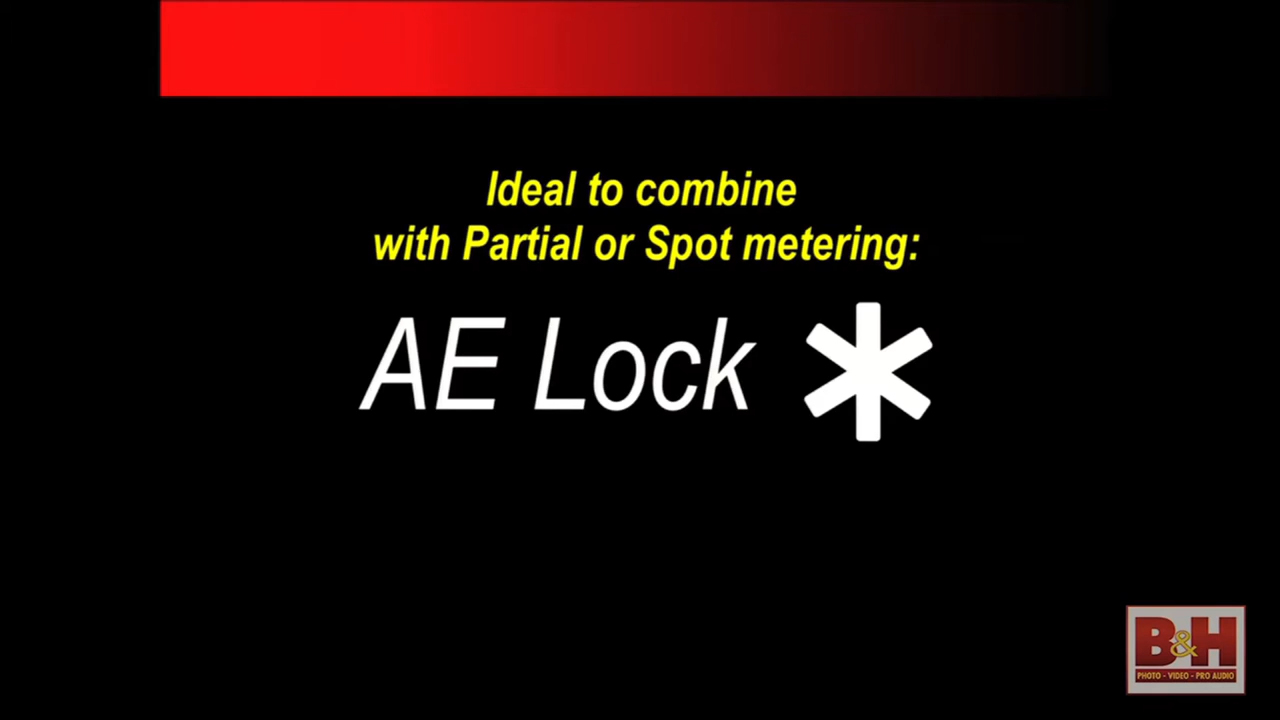 Ideal to combine
with Partial or Spot metering:
AE Lock *
B&H
PHOTO - VIDEO - PRO AUDIO